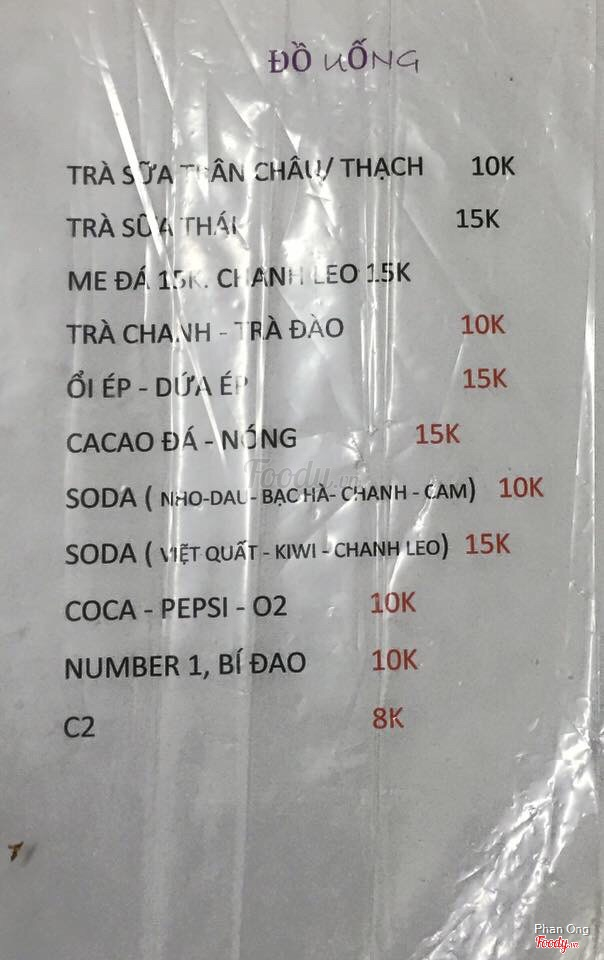 ĐỒ UỐNG
TRÀ SỮA TRÂN CHÂU/ THẠCH 10K
TRÀ SỮA THÁI 15K
ME ĐÁ 15K. CHANH LEO 15K
TRÀ CHANH - TRÀ ĐÀO 10K
ỔI ÉP - DỨA ÉP 15K
CACAO ĐÁ - NÓNG 15K
SODA ( NHO-DAU - BẠC HÀ- CHANH - CAM) 10K
SODA ( VIỆT QUẤT - KIWI - CHANH LEO) 15K
COCA - PEPSI - O2 10K
NUMBER 1, BÍ ĐAO 10K
C2 8K
Foody.vn
Phan Ong
Foody.vn